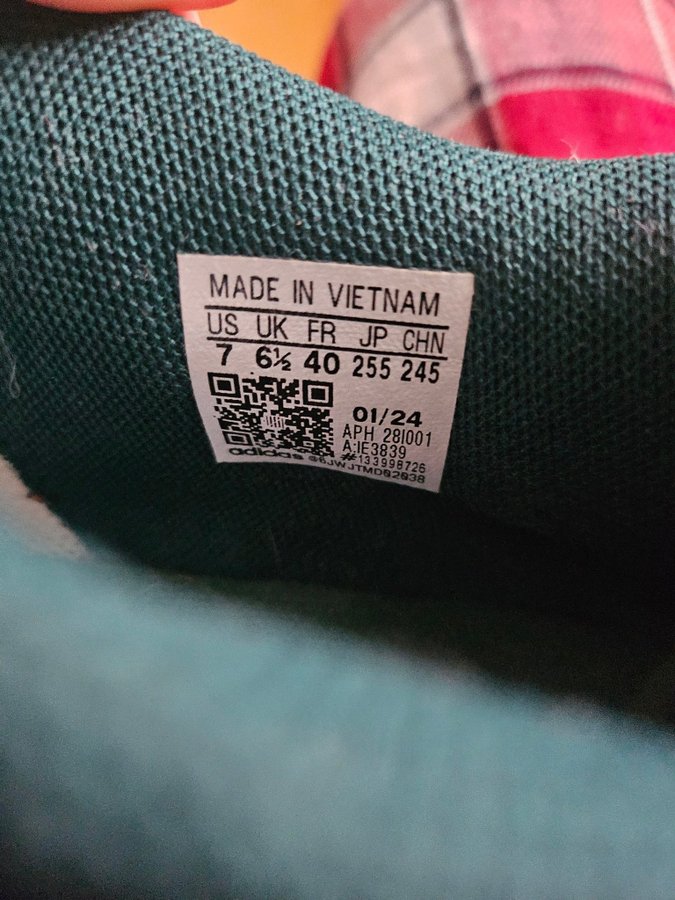 MADE IN VIETNAM
US UK FR JP CHN
7 6½ 40 255 245
01/24
APH 28I001
A:IE3839
#133998726
adidas @6JWJTMD02038